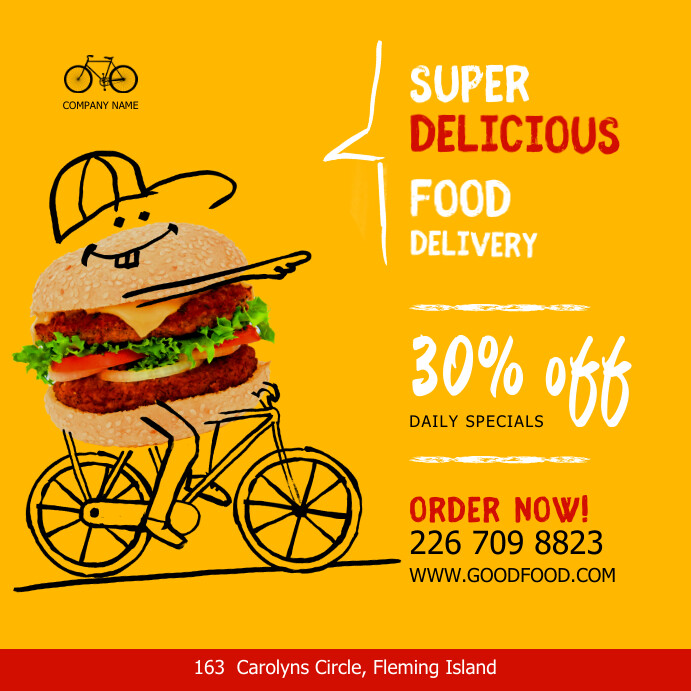 COMPANY NAME
SUPER
DELICIOUS
FOOD
DELIVERY
30% off
DAILY SPECIALS
ORDER NOW!
226 709 8823
WWW.GOODFOOD.COM
163 Carolyns Circle, Fleming Island